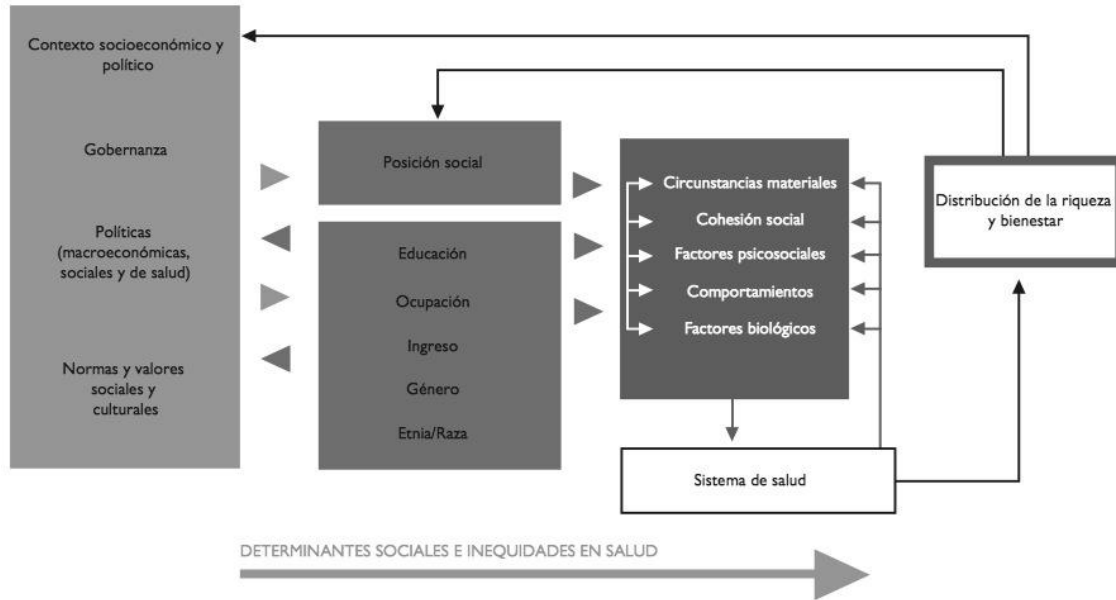 Contexto socioeconómico y
político
Gobernanza
Políticas
(macroeconómicas,
sociales y de salud)
Normas y valores
sociales y
culturales
Posición social
Educación
Ocupación
Ingreso
Género
Etnia/Raza
Circunstancias materiales
Cohesión social
Factores psicosociales
Comportamientos
Factores biológicos
Sistema de salud
Distribución de la riqueza
y bienestar
DETERMINANTES SOCIALES E INEQUIDADES EN SALUD